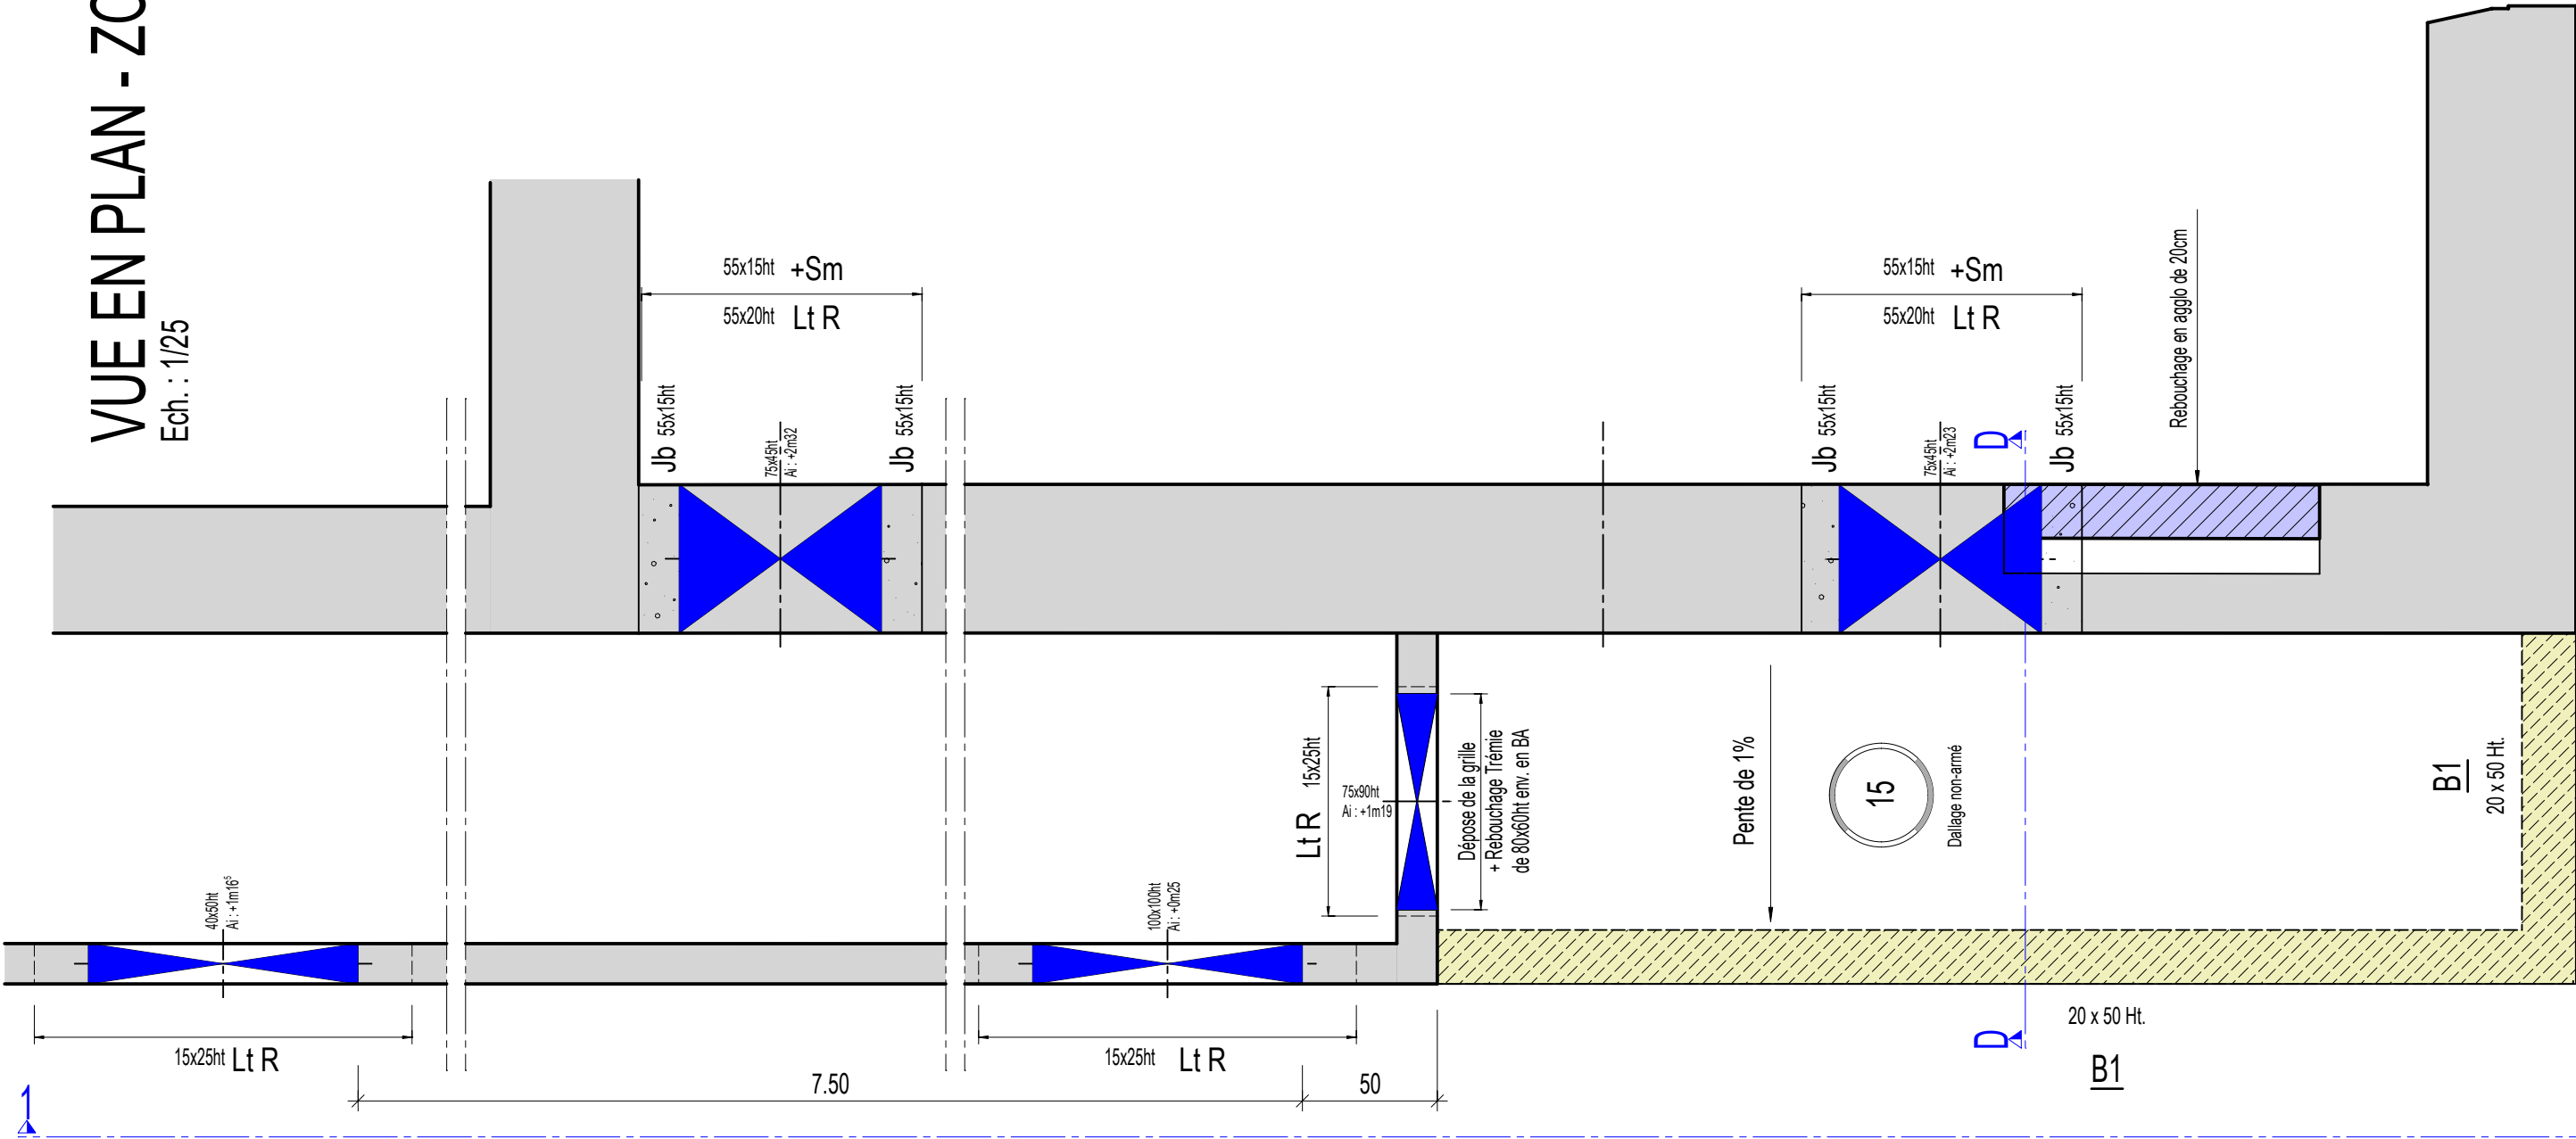 VUE EN PLAN - ZO
Ech. : 1/25
55x15ht +Sm
55x20ht Lt R
Jb 55x15ht
75x45ht
Ai : +2m32
Jb 55x15ht
55x15ht +Sm
55x20ht Lt R
Jb 55x15ht
75x45ht
Ai : +2m23
D
Jb 55x15ht
Rebouchage en agglo de 20cm
Lt R 15x25ht
75x90ht
Ai : +1m19
Dépose de la grille
+ Rebouchage Trémie
de 80x60ht env. en BA
Pente de 1%
15
Dallage non-armé
B1
20 x 50 Ht.
40x50ht
Ai : +1m16⁵
100x100ht
Ai : +0m25
15x25ht Lt R
15x25ht Lt R
D
20 x 50 Ht.
B1
7.50
50
1